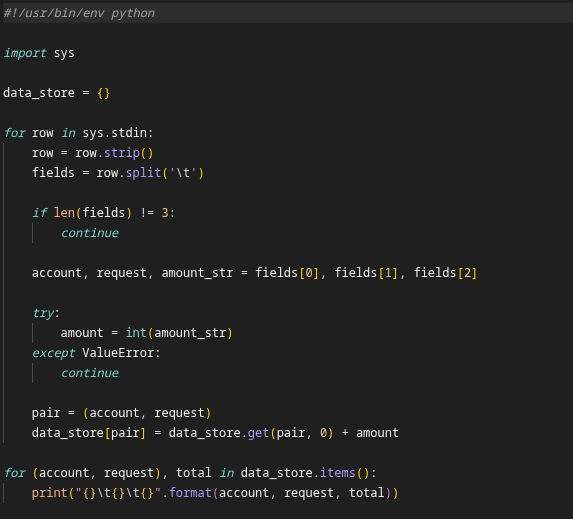 #!/usr/bin/env python
import sys
data_store = {}
for row in sys.stdin:
    row = row.strip()
    fields = row.split('\t')
    if len(fields) != 3:
        continue
    account, request, amount_str = fields[0], fields[1], fields[2]
    try:
        amount = int(amount_str)
    except ValueError:
        continue
    pair = (account, request)
    data_store[pair] = data_store.get(pair, 0) + amount
for (account, request), total in data_store.items():
    print("{}\t{}\t{}".format(account, request, total))